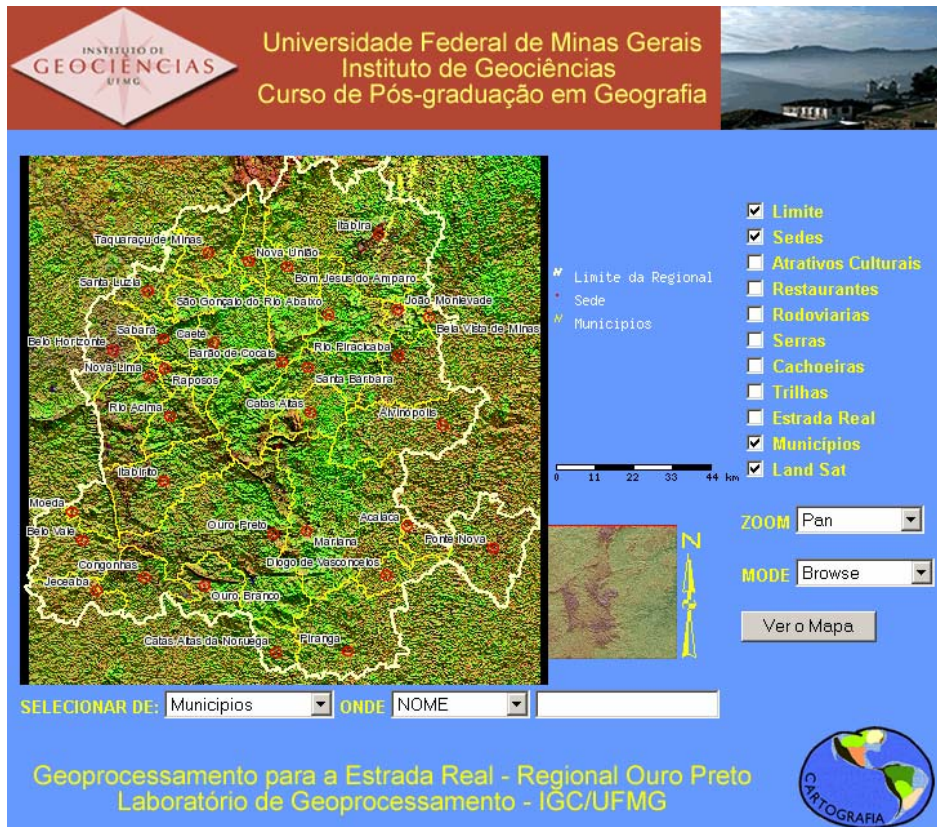 INSTITUTO DE
GEOCIÊNCIAS
UFMG
Universidade Federal de Minas Gerais
Instituto de Geociências
Curso de Pós-graduação em Geografia
Itabira
Taquaraçu de Minas
Nova União
Bom Jesus do Amparo
Santa Luzia
São Gonçalo do Rio Abaixo
João Monlevade
Bela Vista de Minas
Sabará
Caeté
Belo Horizonte
Barão de Cocais
Rio Piracicaba
Nova Lima
Raposos
Santa Bárbara
Rio Acima
Catas Altas
Alvinópolis
Itabirito
Moeda
Belo Vale
Ouro Preto
Mariana
Acaiaca
Ponte Nova
Congonhas
Diogo de Vasconcelos
Jeceaba
Ouro Branco
Catas Altas da Noruega
Piranga
Limite da Regional
Sede
Municipios
0 11 22 33 44 km
N
Limite
Sedes
Atrativos Culturais
Restaurantes
Rodoviarias
Serras
Cachoeiras
Trilhas
Estrada Real
Municípios
Land Sat
ZOOM Pan
MODE Browse
Ver o Mapa
SELECIONAR DE: Municipios ONDE NOME
Geoprocessamento para a Estrada Real - Regional Ouro Preto
Laboratório de Geoprocessamento - IGC/UFMG
CARTOGRAFIA